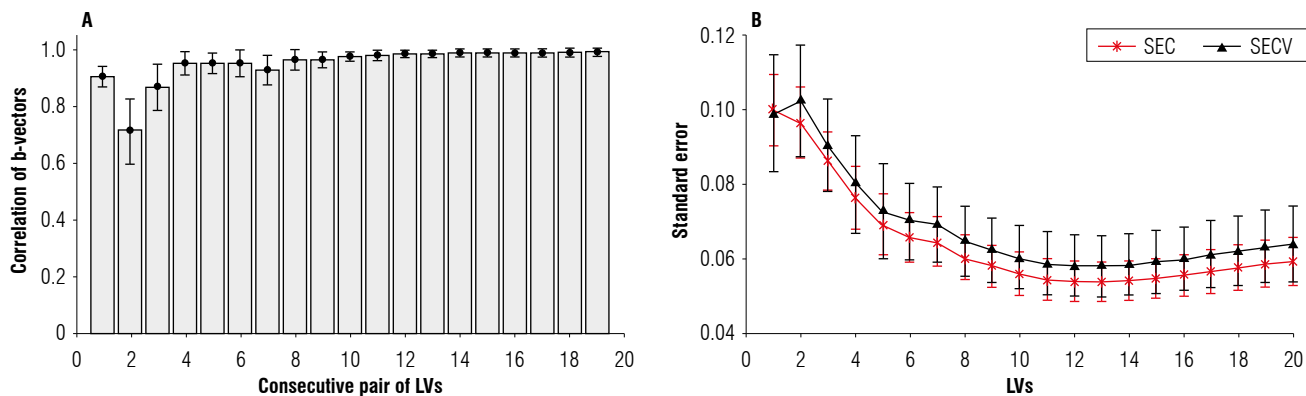 A
Correlation of b-vectors
1.0
0.8
0.6
0.4
0.2
0
0 2 4 6 8 10 12 14 16 18 20
Consecutive pair of LVs
B
SEC SECV
Standard error
0.12
0.10
0.08
0.06
0.04
0 2 4 6 8 10 12 14 16 18 20
LVs